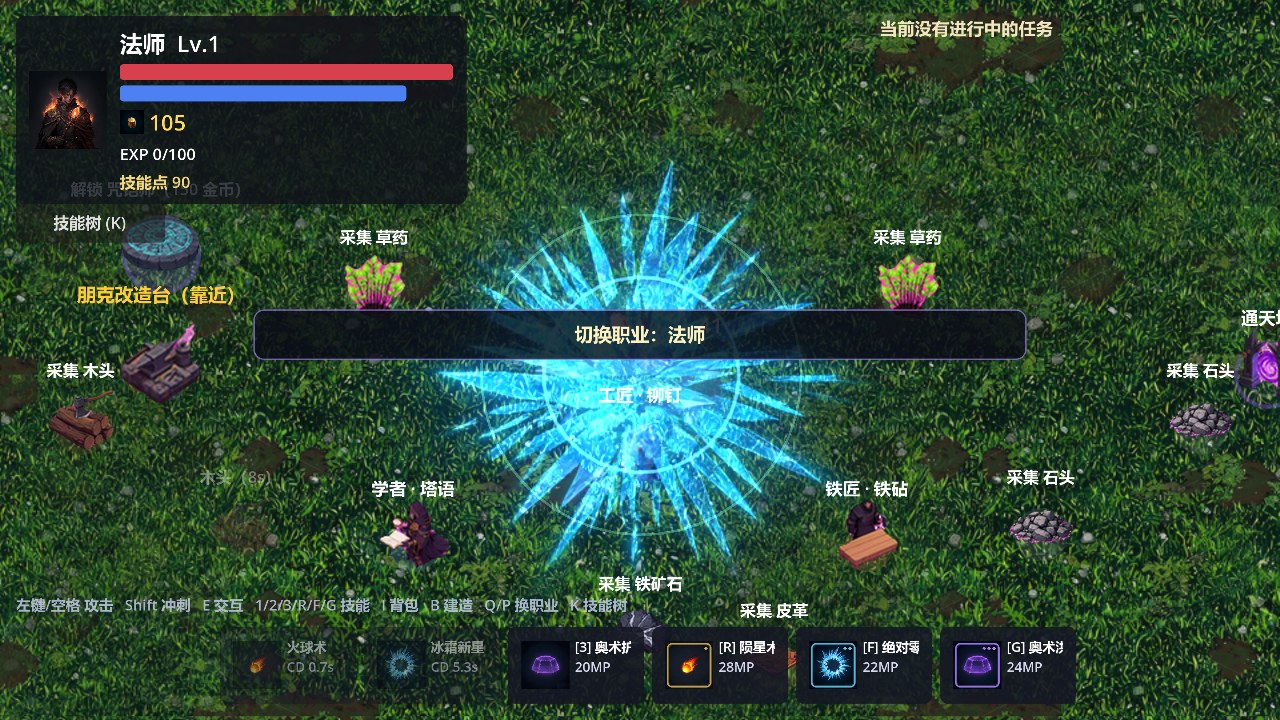 法师 Lv.1
当前没有进行中的任务
105
EXP 0/100
技能点 90
技能树 (K)
采集 草药
采集 草药
朋克改造台（靠近）
切换职业：法师
采集 木头
采集 石头
工匠 · 铆钉
木头 (8s)
学者 · 塔语
铁匠 · 铁砧
采集 石头
采集 铁矿石
左键/空格 攻击 Shift 冲刺 E 交互 1/2/3/R/F/G 技能 I 背包 · B 建造 Q/P 换职业 K 技能树
采集 皮革
火球术
CD 0.7s
冰霜新星
CD 5.3s
[3] 奥术
20MP
[R] 陨星
28MP
[F] 绝对
22MP
[G] 奥术
24MP